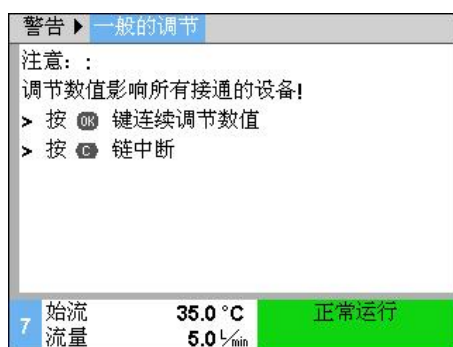 警告 ▶ 一般的调节
注意: :
调节数值影响所有接通的设备!
> 按 OK 键连续调节数值
> 按 C 链中断
7 始流 35.0 °C 正常运行
流量 5.0 L/min